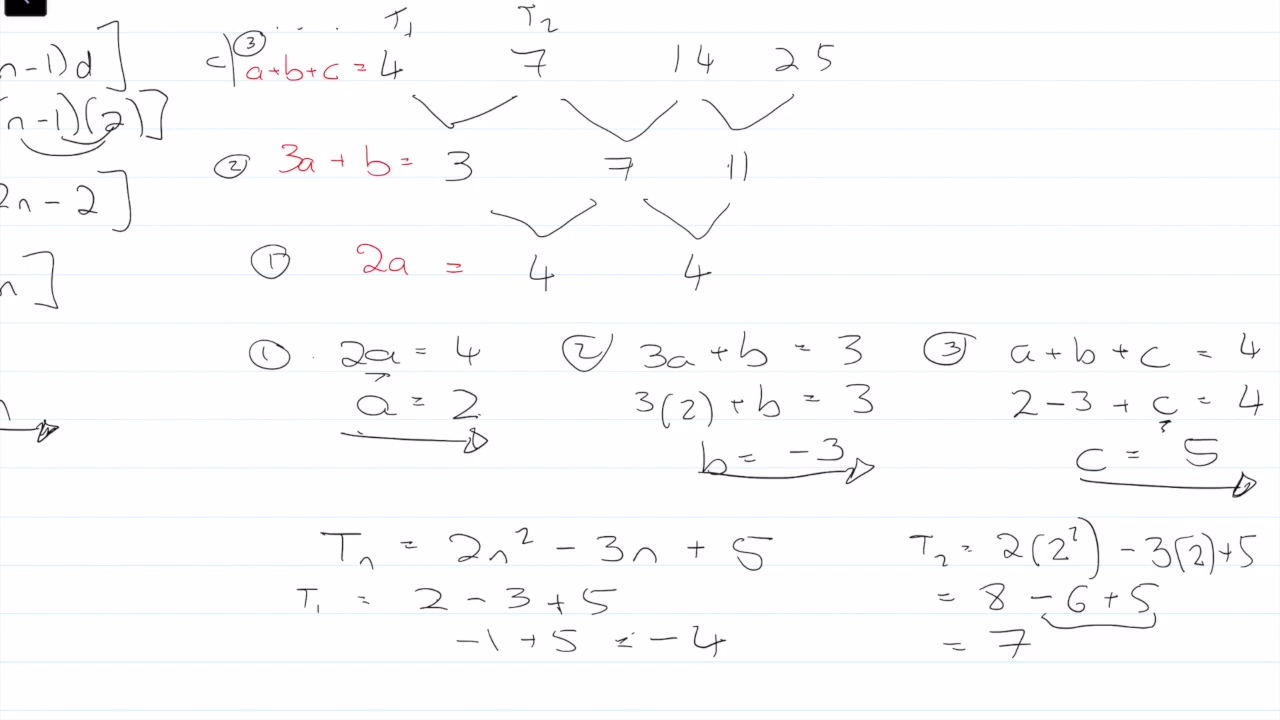 T₁ T₂
n-1)d]
c) ③ a+b+c = 4 7 14 25
(n-1)(2)]
② 3a + b = 3 7 11
2n - 2]
① 2a = 4 4
n]
① 2a = 4 ② 3a + b = 3 ③ a + b + c = 4
a = 2 3(2) + b = 3 2 - 3 + c = 4
b = -3 c = 5
Tₙ = 2n² - 3n + 5 T₂ = 2(2²) - 3(2) + 5
T₁ = 2 - 3 + 5 = 8 - 6 + 5
-1 + 5 = -4 = 7